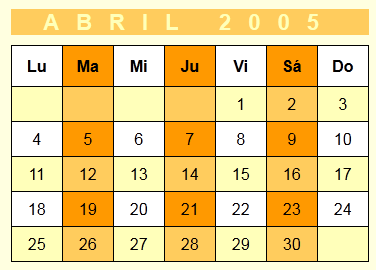 ABRIL 2005
Lu Ma Mi Ju Vi Sá Do
1 2 3
4 5 6 7 8 9 10
11 12 13 14 15 16 17
18 19 20 21 22 23 24
25 26 27 28 29 30